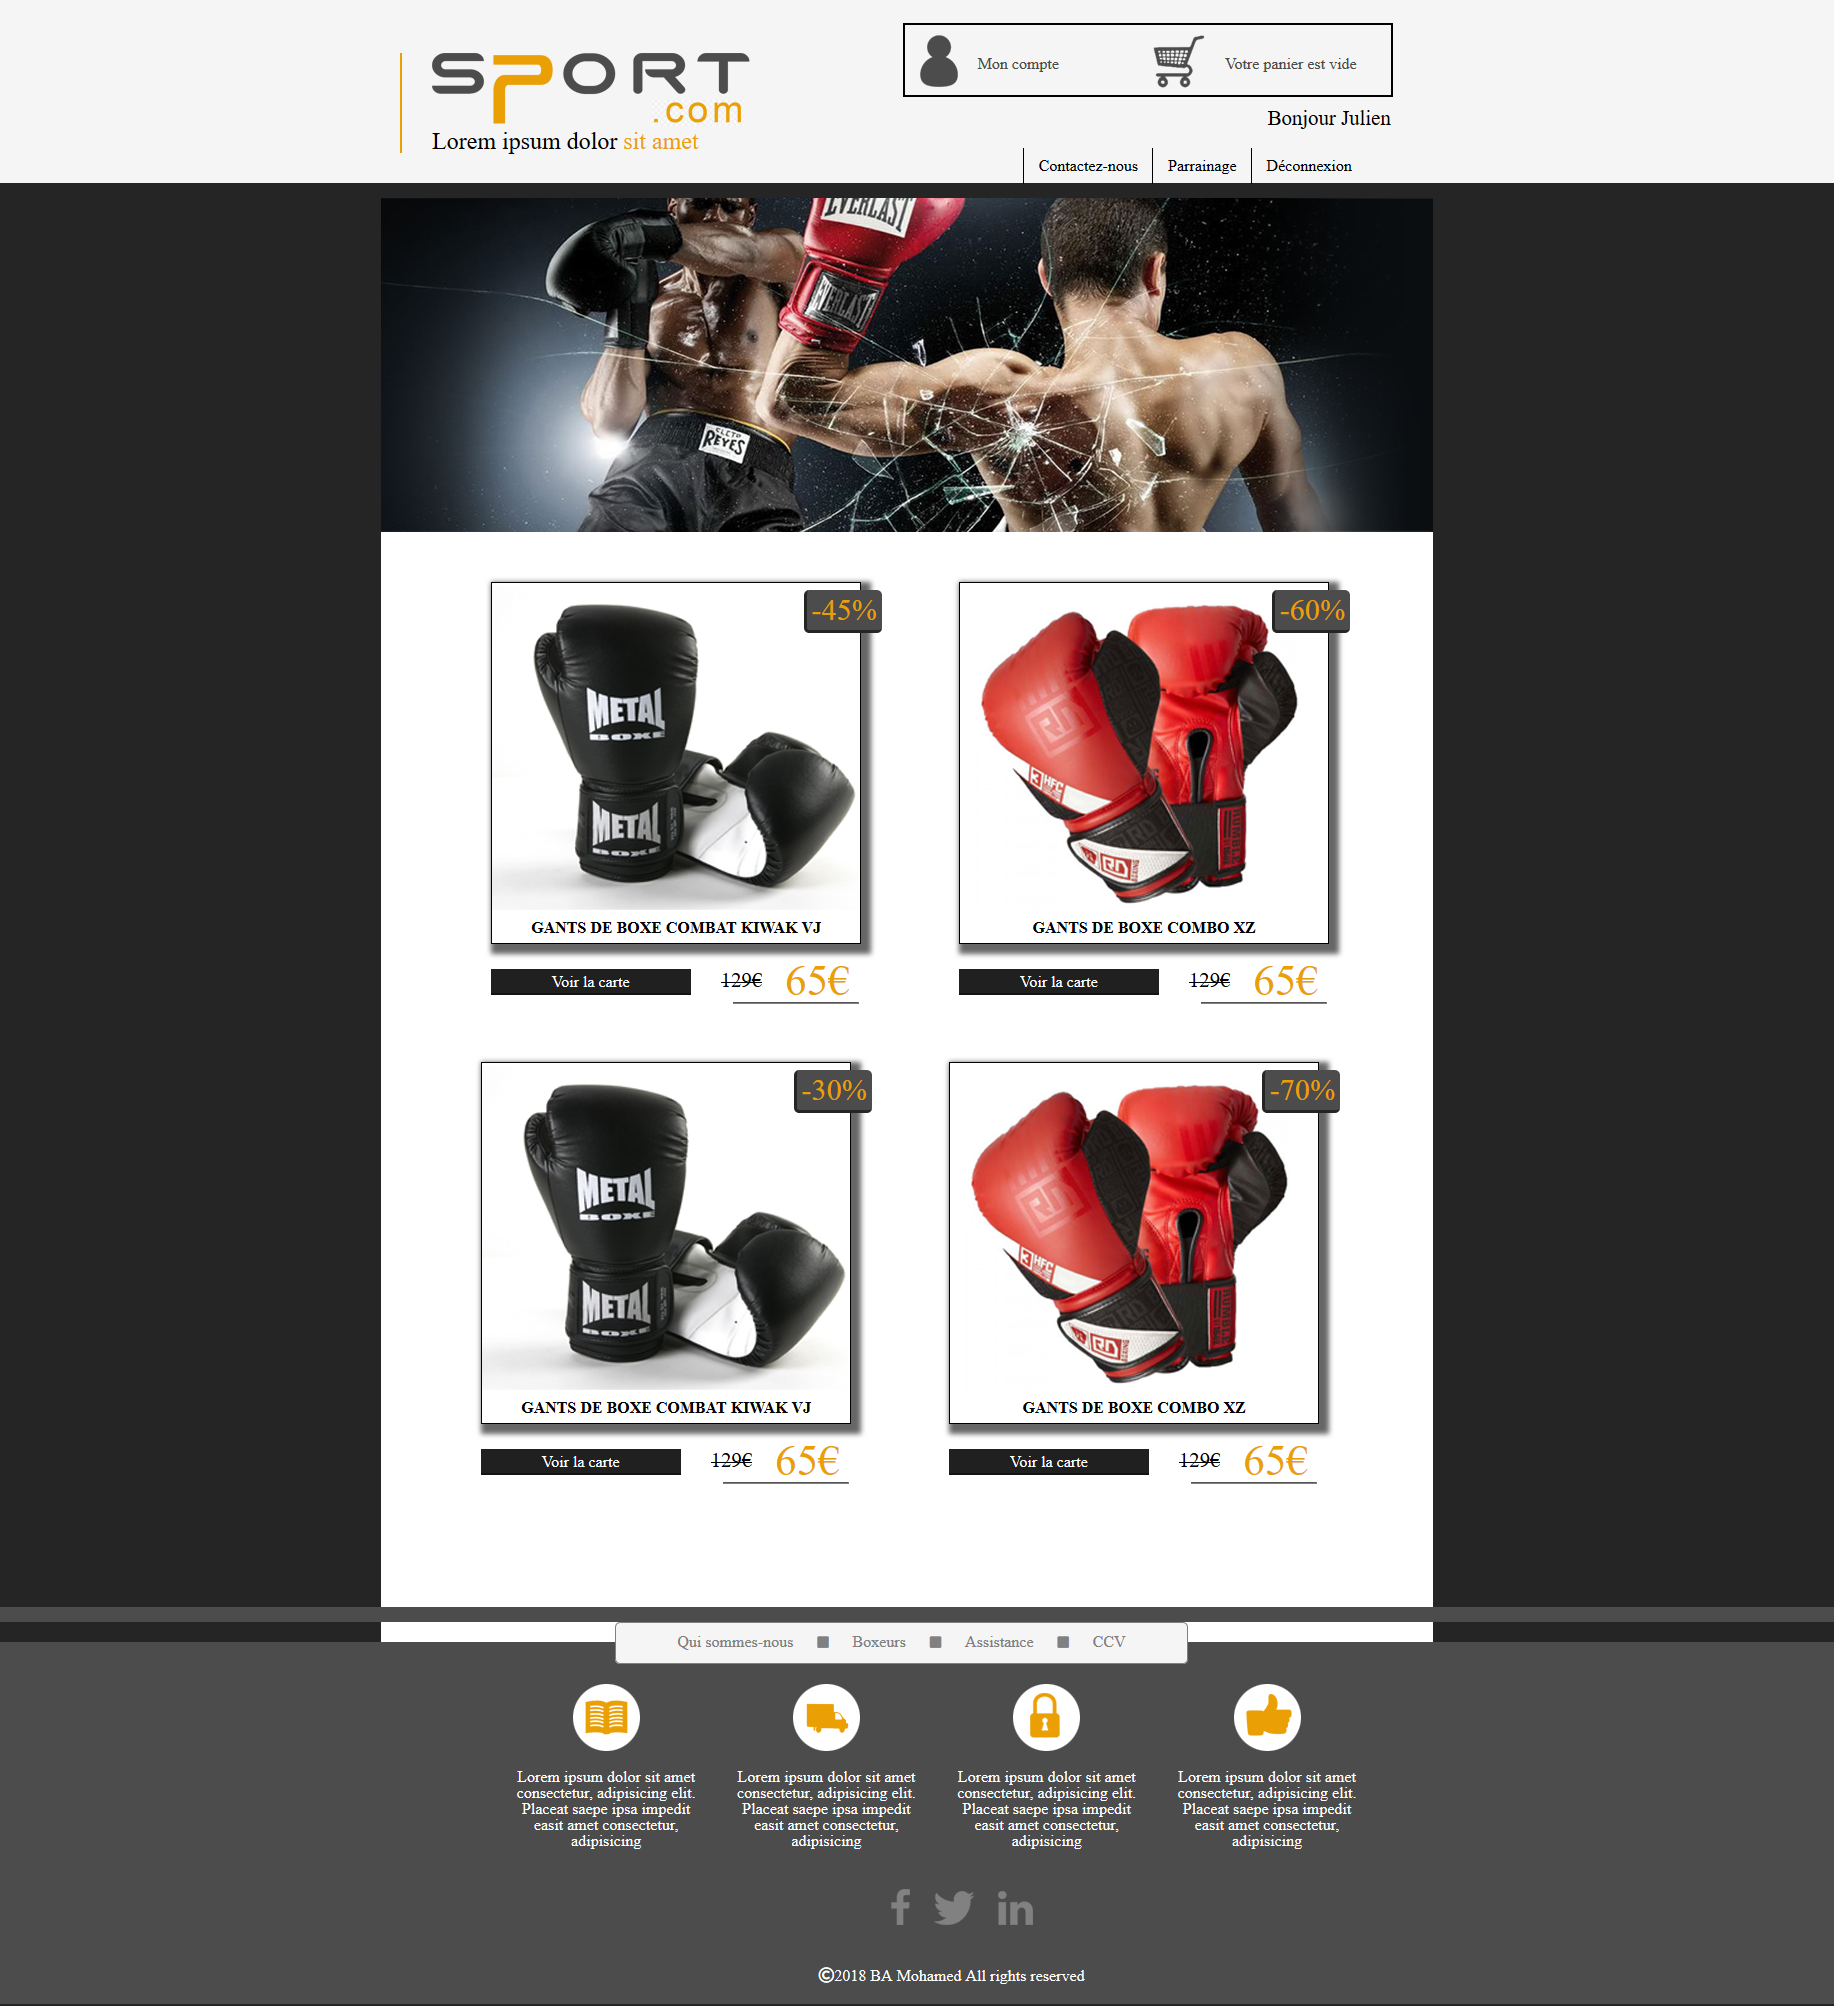 SPORT
.com
Lorem ipsum dolor sit amet
Mon compte
Votre panier est vide
Bonjour Julien
Contactez-nous
Parrainage
Déconnexion
EVERLAST
EVERLAST
CLETO
REYES
-45%
METAL
BOXE
METAL
BOXE
GANTS DE BOXE COMBAT KIWAK VJ
Voir la carte
129€
65€
-60%
3 HFC
RD
GANTS DE BOXE COMBO XZ
Voir la carte
129€
65€
-30%
METAL
BOXE
METAL
BOXE
GANTS DE BOXE COMBAT KIWAK VJ
Voir la carte
129€
65€
-70%
3 HFC
RD
GANTS DE BOXE COMBO XZ
Voir la carte
129€
65€
Qui sommes-nous
Boxeurs
Assistance
CCV
Lorem ipsum dolor sit amet
consectetur, adipisicing elit.
Placeat saepe ipsa impedit
easit amet consectetur,
adipisicing
Lorem ipsum dolor sit amet
consectetur, adipisicing elit.
Placeat saepe ipsa impedit
easit amet consectetur,
adipisicing
Lorem ipsum dolor sit amet
consectetur, adipisicing elit.
Placeat saepe ipsa impedit
easit amet consectetur,
adipisicing
Lorem ipsum dolor sit amet
consectetur, adipisicing elit.
Placeat saepe ipsa impedit
easit amet consectetur,
adipisicing
©2018 BA Mohamed All rights reserved